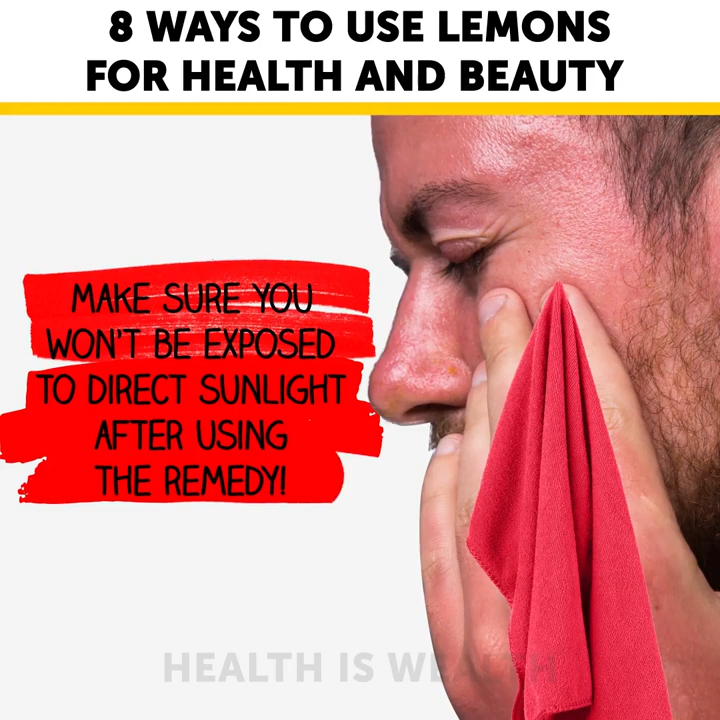 8 WAYS TO USE LEMONS
FOR HEALTH AND BEAUTY
MAKE SURE YOU
WON'T BE EXPOSED
TO DIRECT SUNLIGHT
AFTER USING
THE REMEDY!
HEALTH IS WEALTH